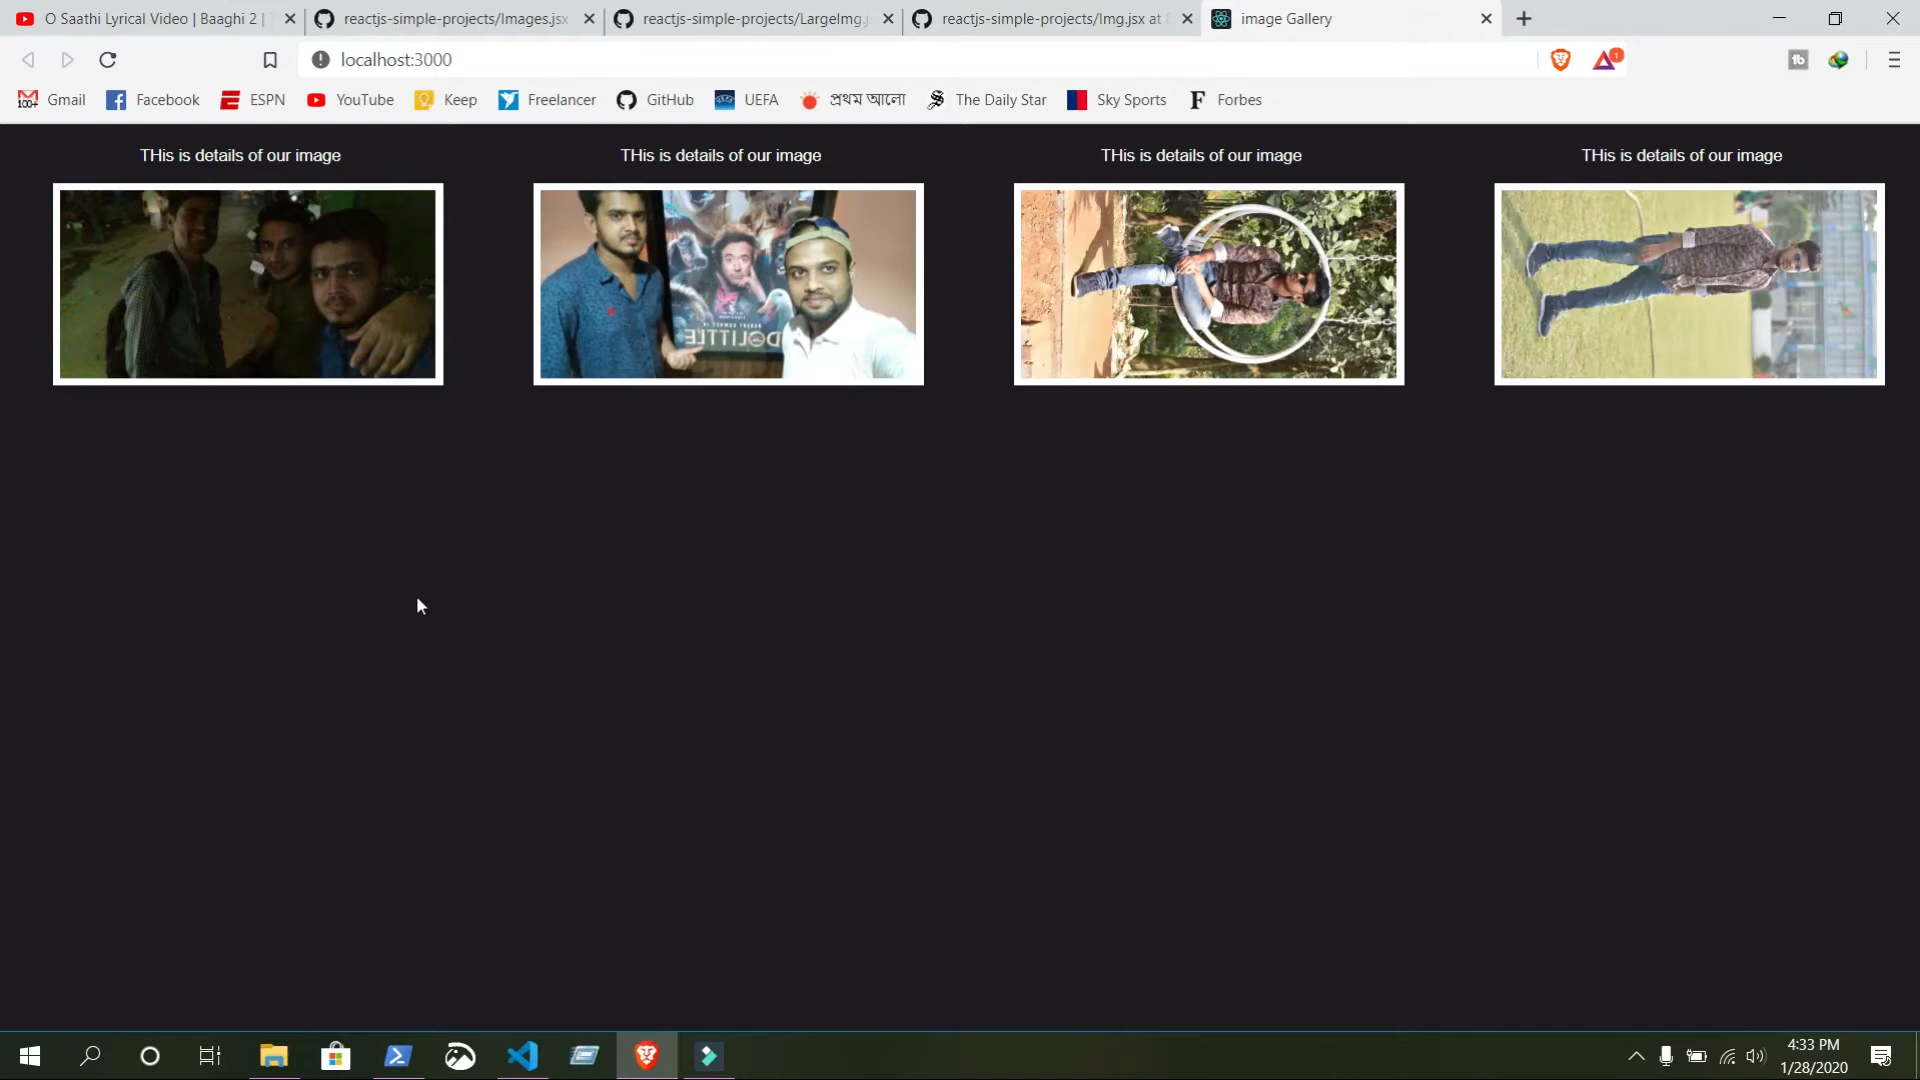 O Saathi Lyrical Video | Baaghi 2 |
reactjs-simple-projects/Images.jsx
reactjs-simple-projects/LargeImg.j
reactjs-simple-projects/Img.jsx at
image Gallery
localhost:3000
1
100+ Gmail
Facebook
ESPN
YouTube
Keep
Freelancer
GitHub
UEFA
প্রথম আলো
The Daily Star
Sky Sports
Forbes
THis is details of our image
THis is details of our image
THis is details of our image
THis is details of our image
DOLITTLE
4:33 PM
1/28/2020